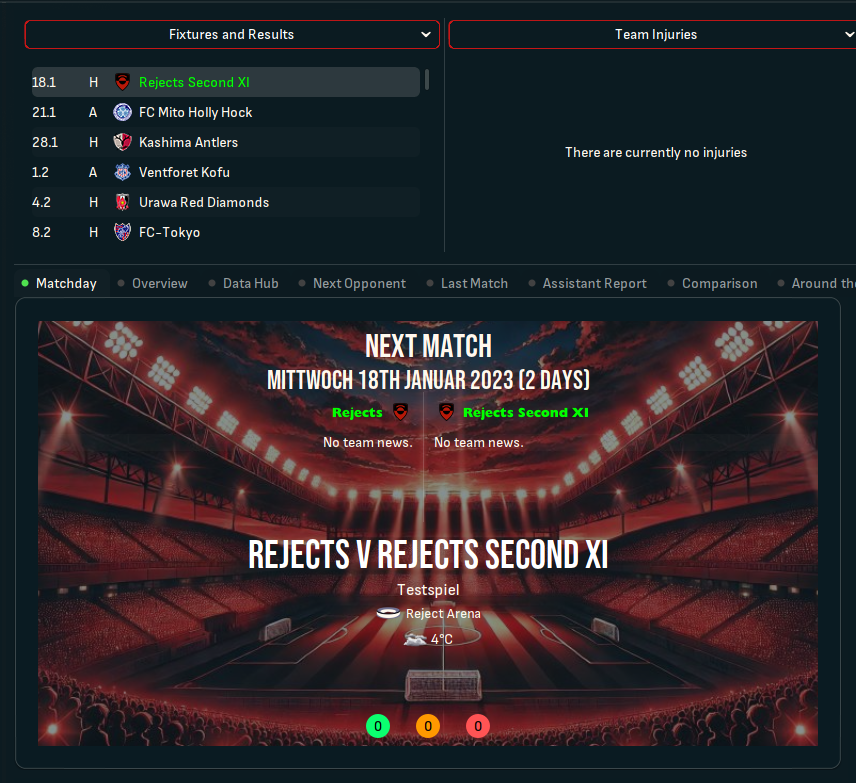 Fixtures and Results
Team Injuries
18.1 H Rejects Second XI
21.1 A FC Mito Holly Hock
28.1 H Kashima Antlers
1.2 A Ventforet Kofu
4.2 H Urawa Red Diamonds
8.2 H FC-Tokyo
There are currently no injuries
Matchday Overview Data Hub Next Opponent Last Match Assistant Report Comparison Around the
NEXT MATCH
MITTWOCH 18TH JANUAR 2023 (2 DAYS)
Rejects Rejects Second XI
No team news. No team news.
REJECTS V REJECTS SECOND XI
Testspiel
Reject Arena
4°C
0 0 0